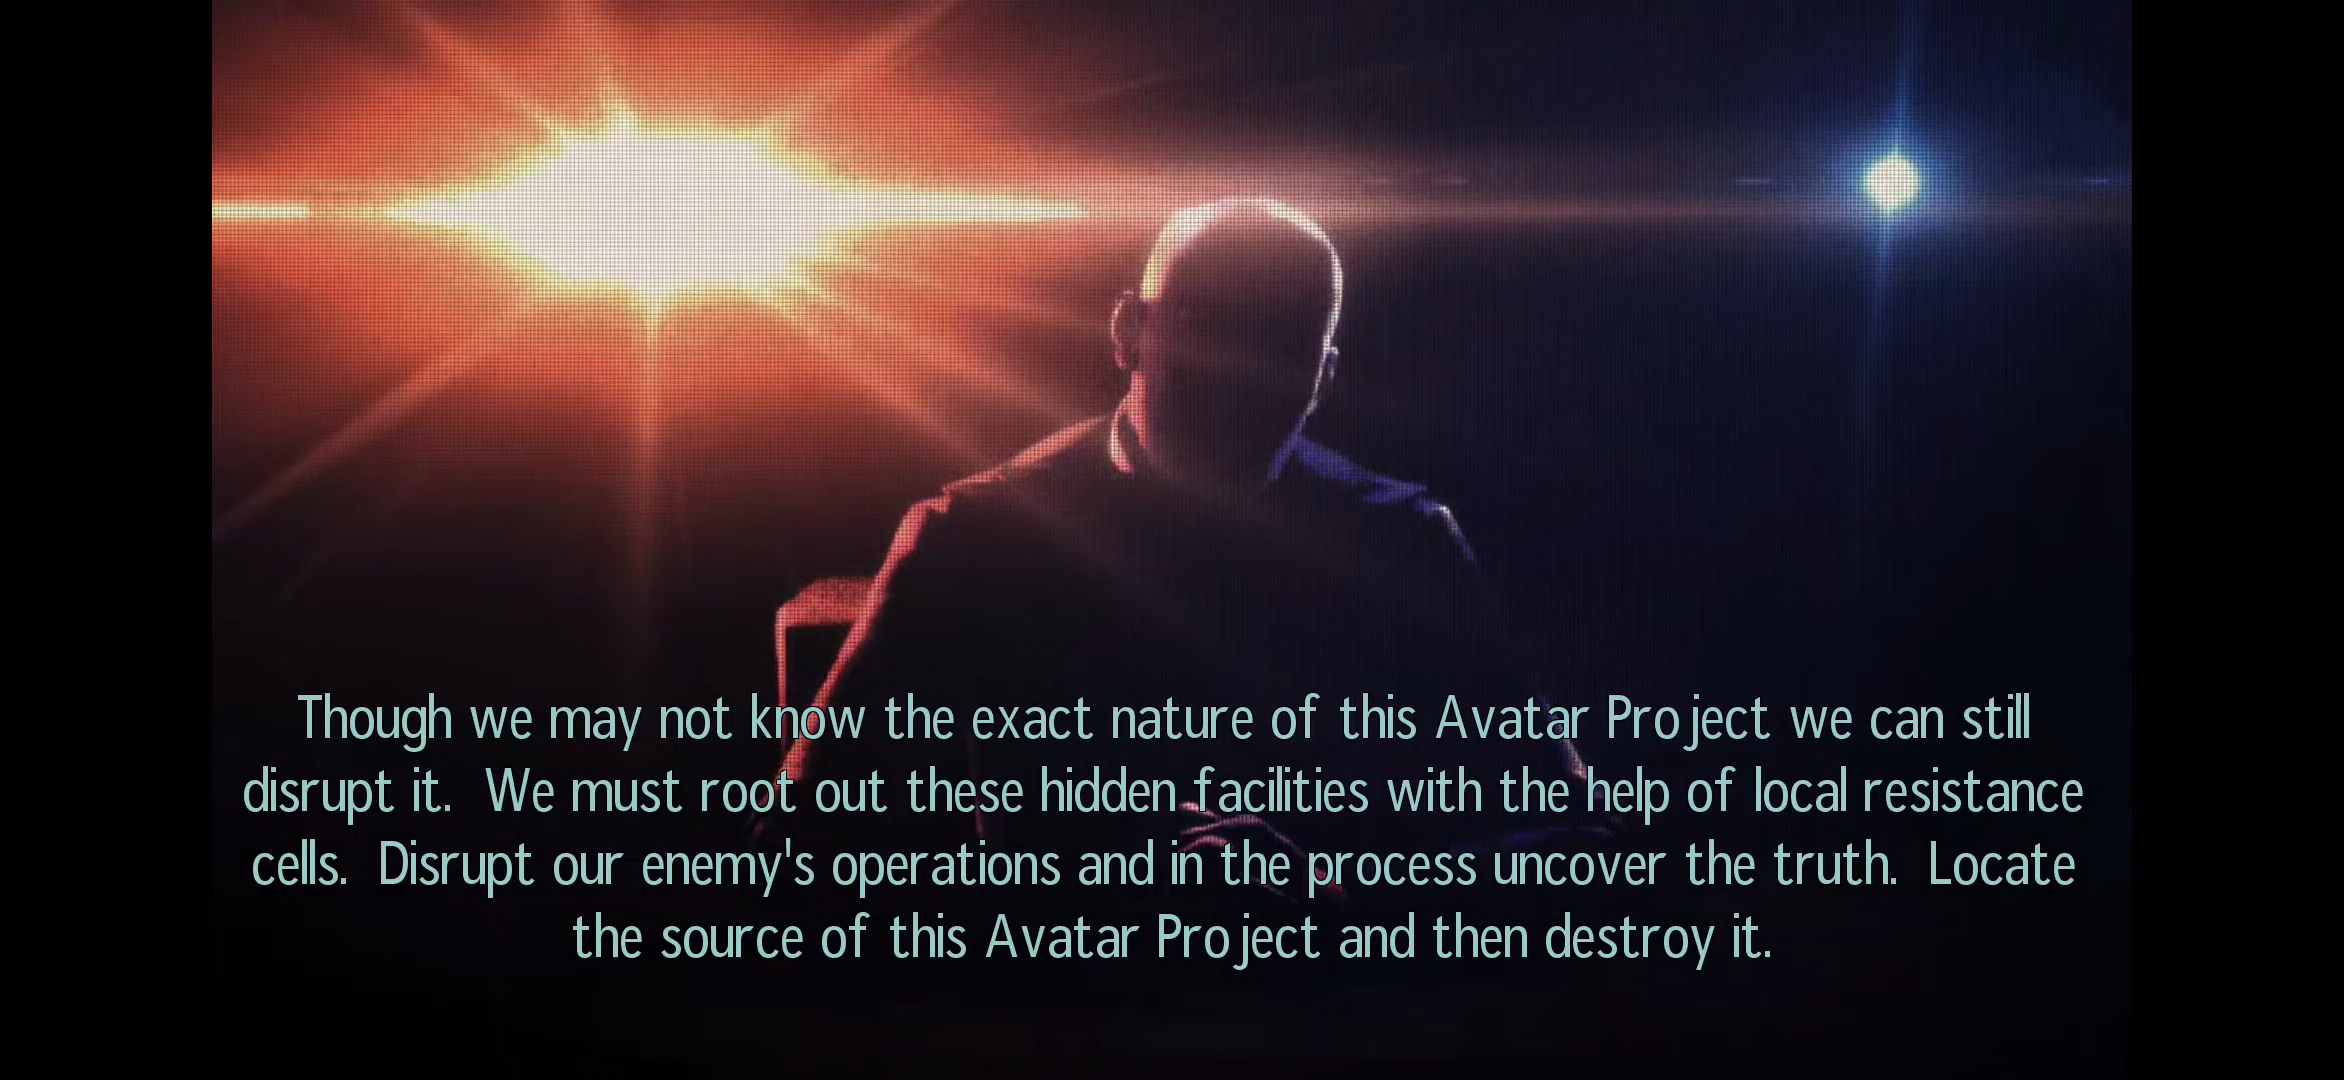 Though we may not know the exact nature of this Avatar Project we can still
disrupt it.  We must root out these hidden facilities with the help of local resistance
cells.  Disrupt our enemy's operations and in the process uncover the truth.  Locate
the source of this Avatar Project and then destroy it.